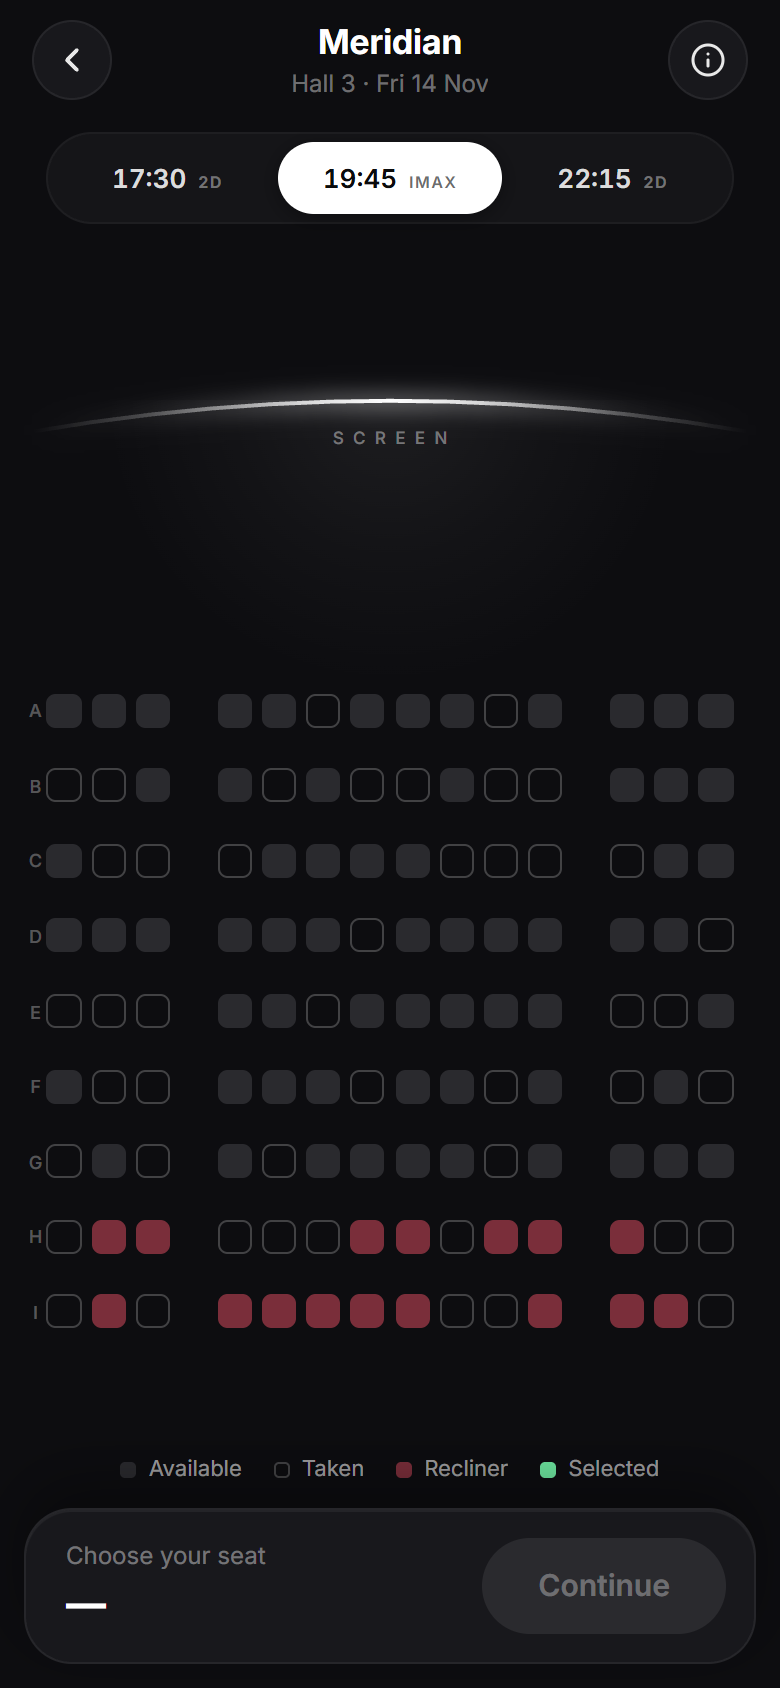 Meridian
Hall 3 · Fri 14 Nov
17:30 2D 19:45 IMAX 22:15 2D
SCREEN
A
B
C
D
E
F
G
H
I
Available Taken Recliner Selected
Choose your seat
—
Continue